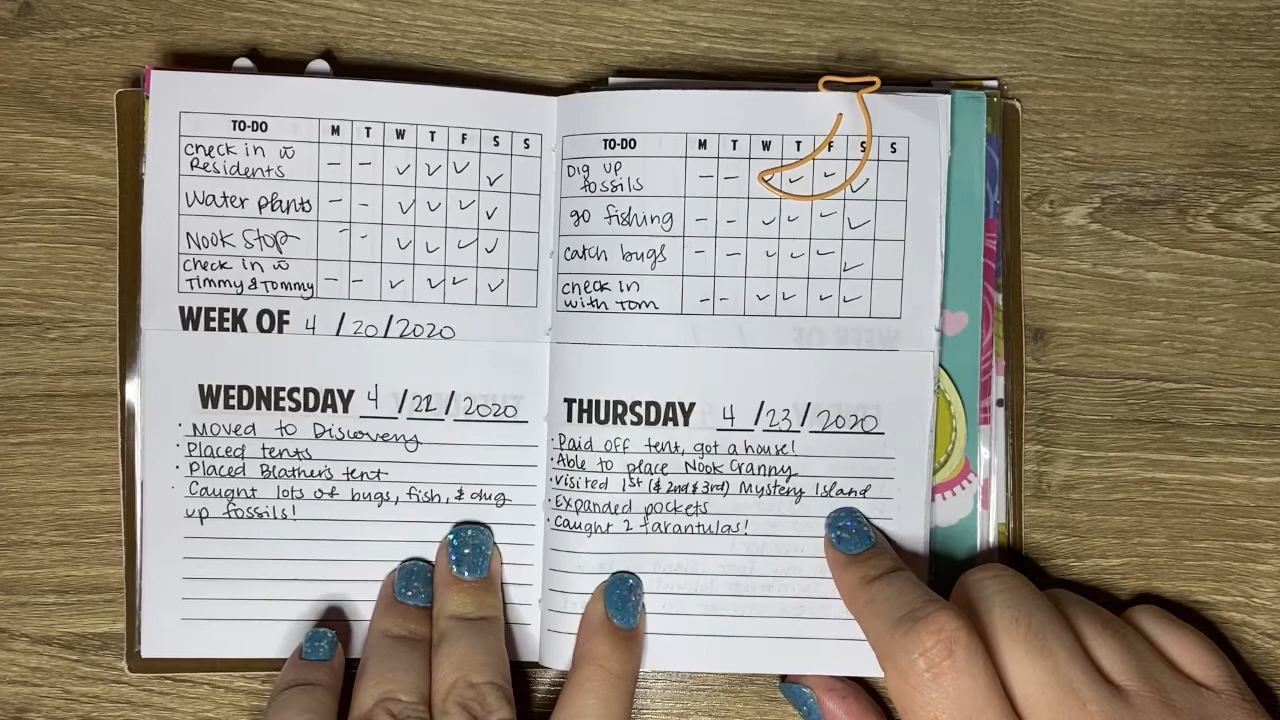 TO-DO M T W T F S S
Check in w̄
Residents – – ✓ ✓ ✓ ✓
Water plants – – ✓ ✓ ✓ ✓
Nook Stop – – ✓ ✓ ✓ ✓
Check in w̄
Timmy & Tommy – – ✓ ✓ ✓ ✓
WEEK OF 4 / 20 / 2020
WEDNESDAY 4 / 22 / 2020
· Moved to Discovery
· Placed tents
· Placed Blather's tent
· Caught lots of bugs, fish, & dug
up fossils!
TO-DO M T W T F S S
Dig up
fossils – – ✓ ✓ ✓ ✓
go fishing – – ✓ ✓ ✓ ✓
catch bugs – – ✓ ✓ ✓ ✓
check in
with Tom – – ✓ ✓ ✓ ✓
THURSDAY 4 / 23 / 2020
· Paid off tent, got a house!
· Able to place Nook Cranny
· Visited 1st (& 2nd & 3rd) Mystery Island
· Expanded pockets
· Caught 2 tarantulas!